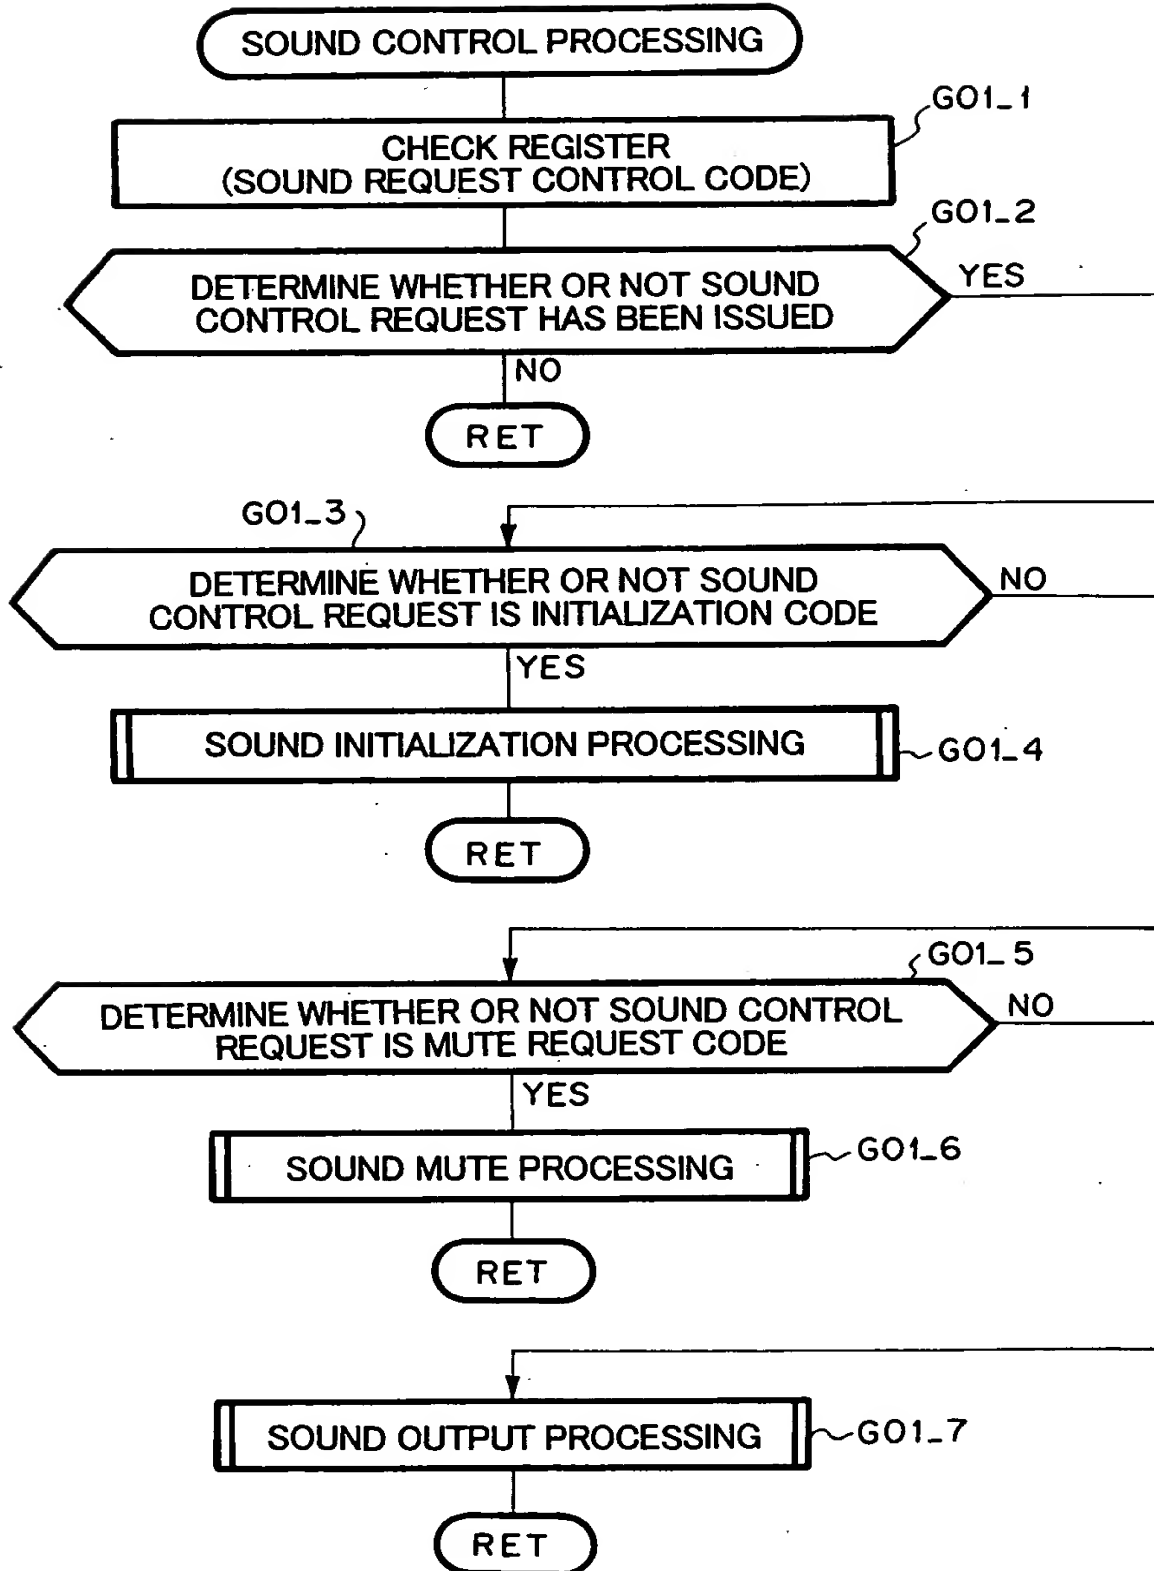 SOUND CONTROL PROCESSING
G01_1
CHECK REGISTER
(SOUND REQUEST CONTROL CODE)
G01_2
DETERMINE WHETHER OR NOT SOUND
CONTROL REQUEST HAS BEEN ISSUED
YES
NO
RET
G01_3
DETERMINE WHETHER OR NOT SOUND
CONTROL REQUEST IS INITIALIZATION CODE
NO
YES
SOUND INITIALIZATION PROCESSING
G01_4
RET
G01_5
DETERMINE WHETHER OR NOT SOUND CONTROL
REQUEST IS MUTE REQUEST CODE
NO
YES
SOUND MUTE PROCESSING
G01_6
RET
SOUND OUTPUT PROCESSING
G01_7
RET